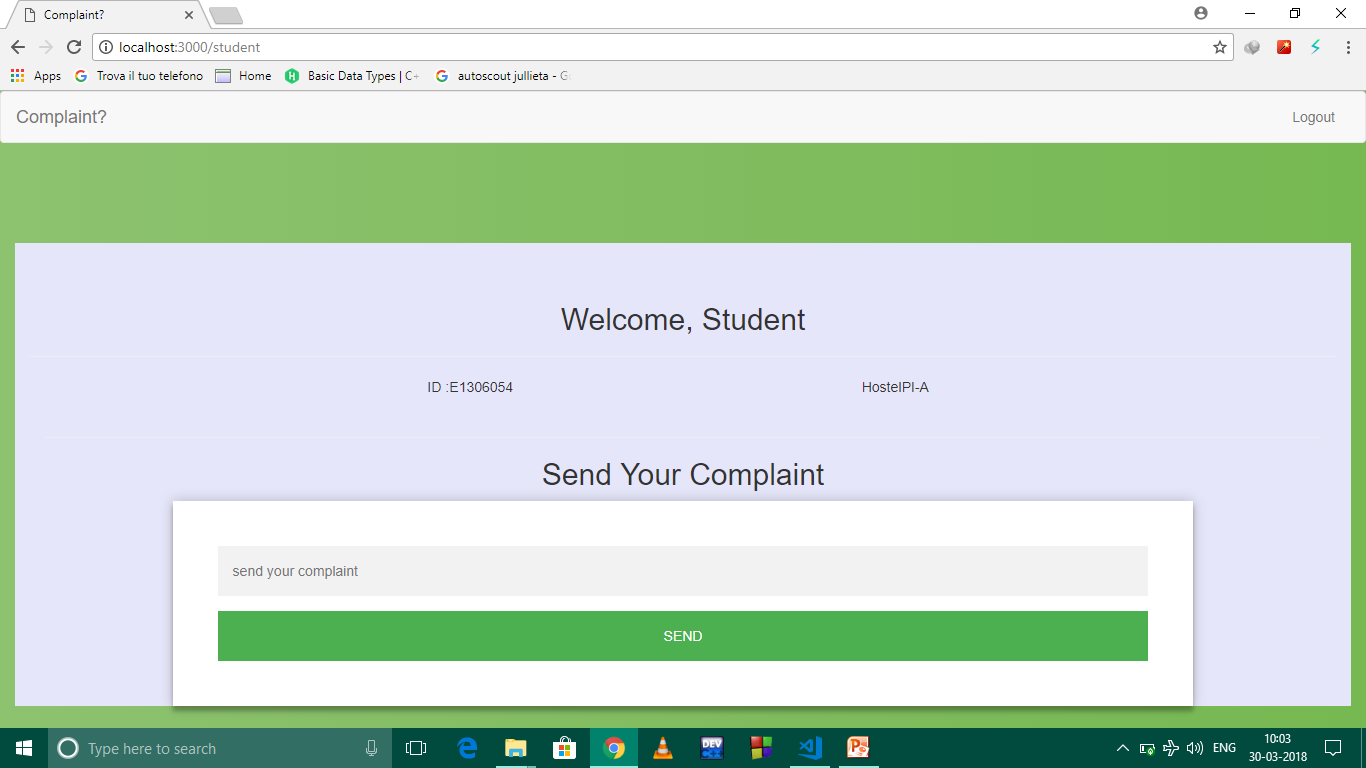 Complaint?
localhost:3000/student
Apps Trova il tuo telefono Home Basic Data Types | C+ autoscout jullieta - G
Complaint? Logout
Welcome, Student
ID :E1306054 HostelPI-A
Send Your Complaint
send your complaint
SEND
Type here to search DEV ENG 10:03
30-03-2018